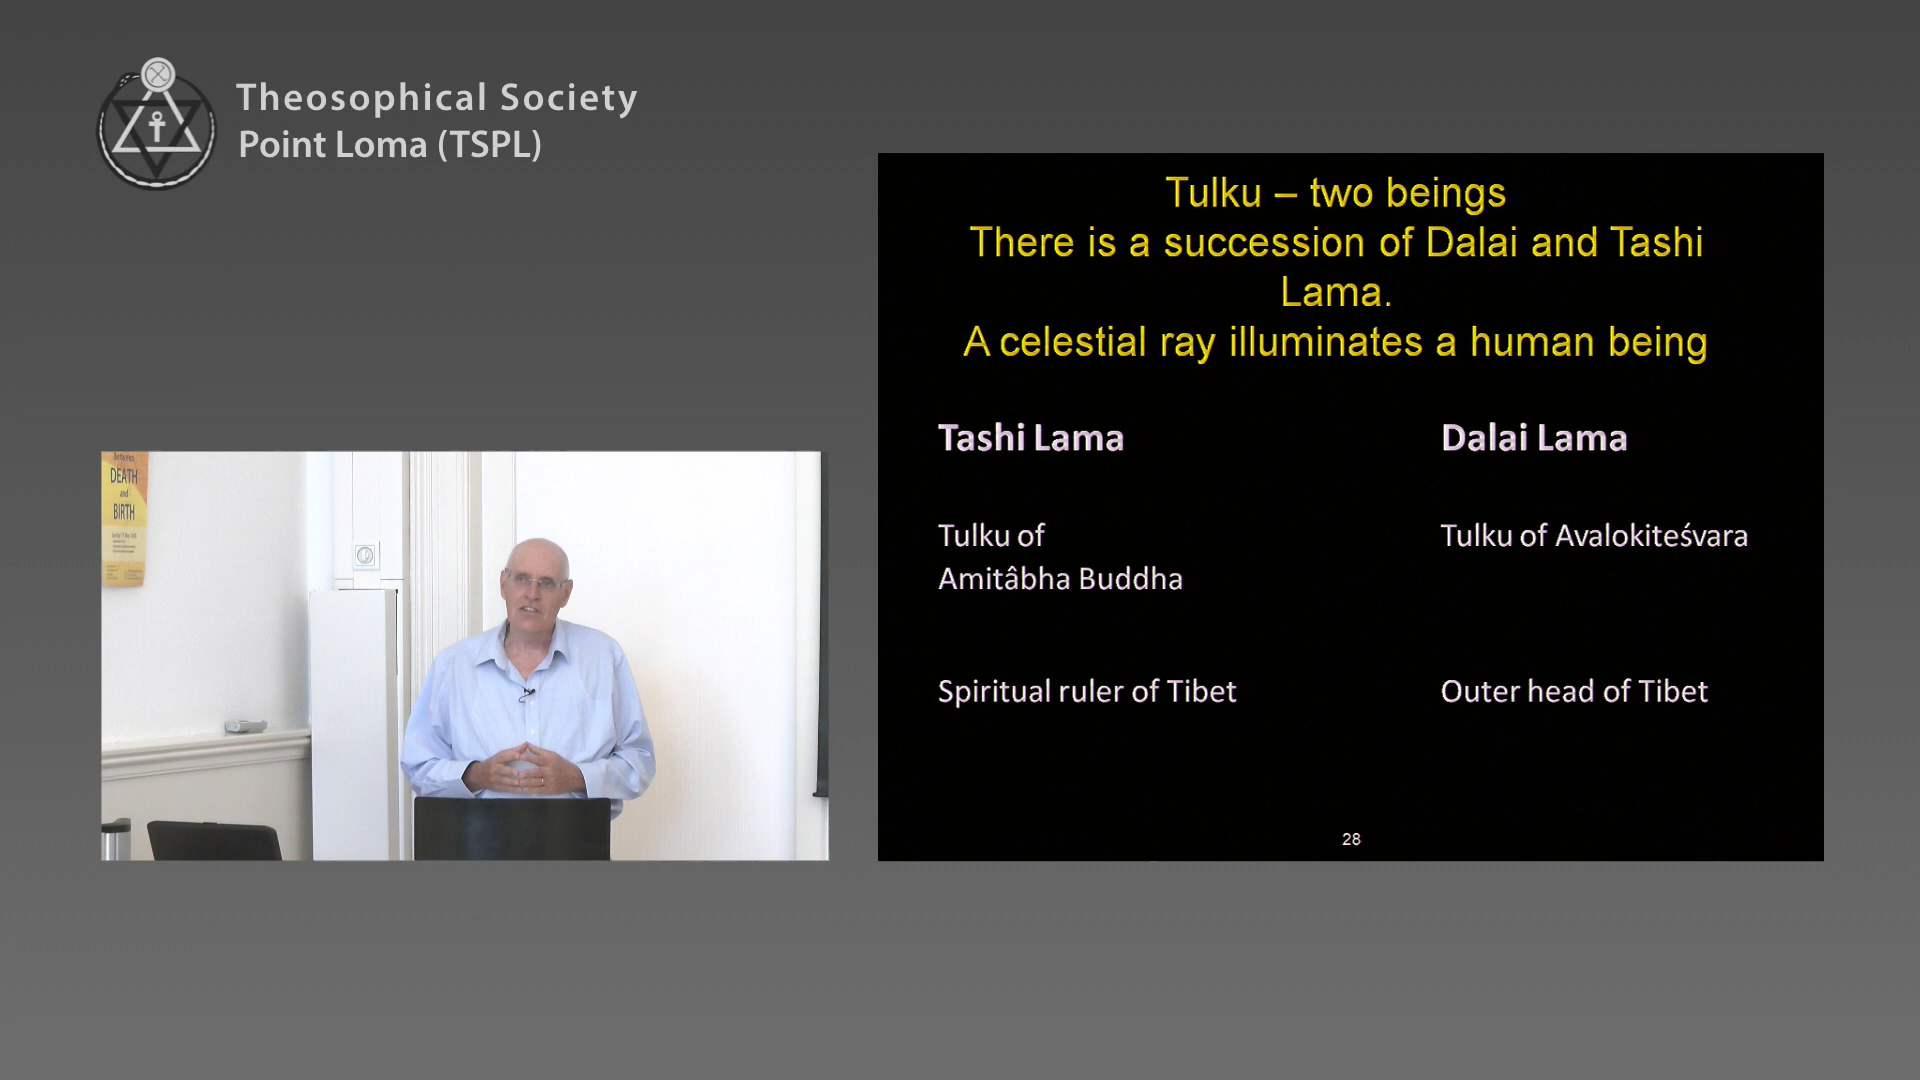 Theosophical Society
Point Loma (TSPL)
Tulku – two beings
There is a succession of Dalai and Tashi
Lama.
A celestial ray illuminates a human being
Tashi Lama
Dalai Lama
Tulku of
Amitâbha Buddha
Tulku of Avalokiteśvara
Spiritual ruler of Tibet
Outer head of Tibet
28
Between
DEATH
and
BIRTH